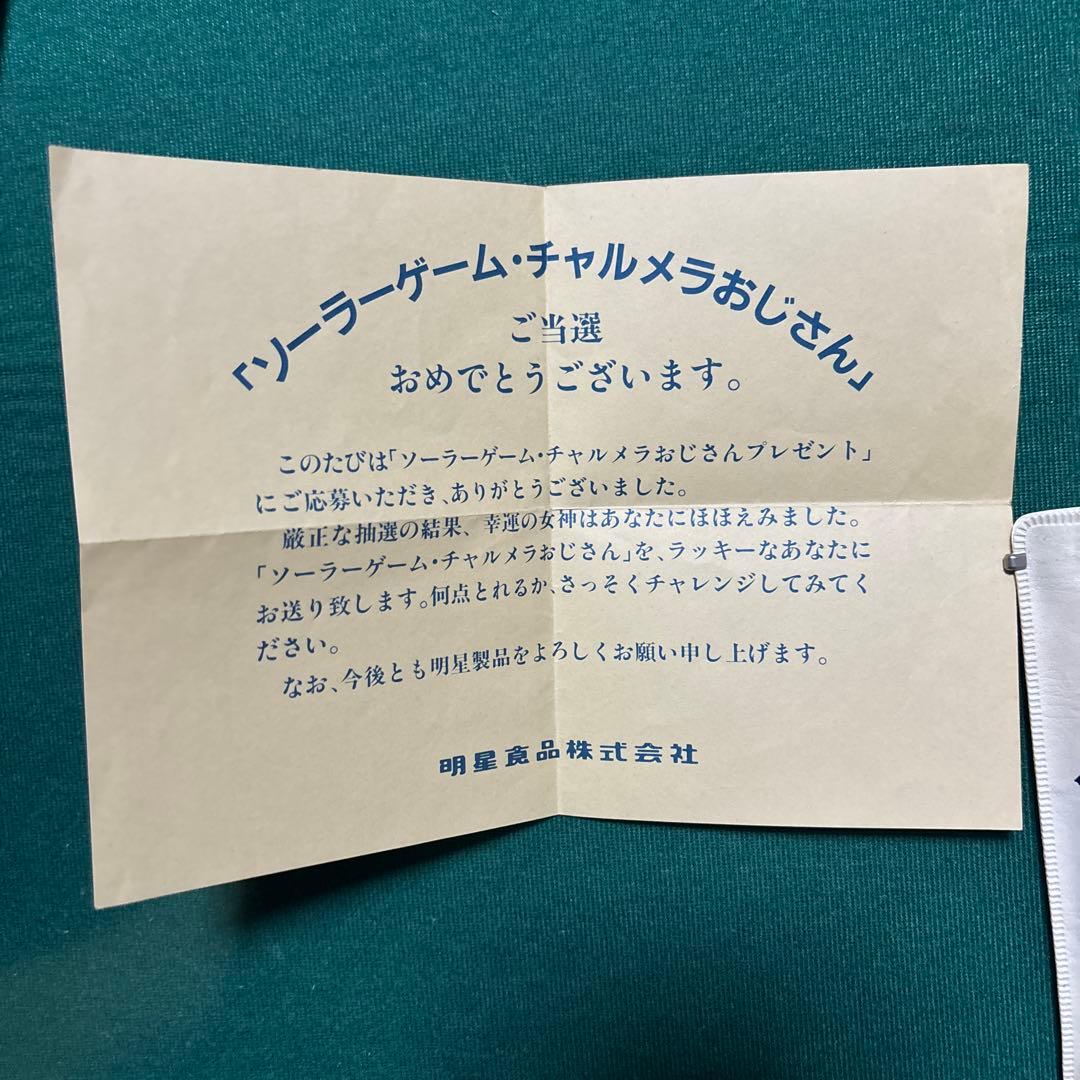 「ソーラーゲーム・チャルメラおじさん」
ご当選
おめでとうございます。
このたびは「ソーラーゲーム・チャルメラおじさんプレゼント」
にご応募いただき、ありがとうございました。
厳正な抽選の結果、幸運の女神はあなたにほほえみました。
「ソーラーゲーム・チャルメラおじさん」を、ラッキーなあなたに
お送り致します。何点とれるか、さっそくチャレンジしてみてく
ださい。
なお、今後とも明星製品をよろしくお願い申し上げます。
明星食品株式会社